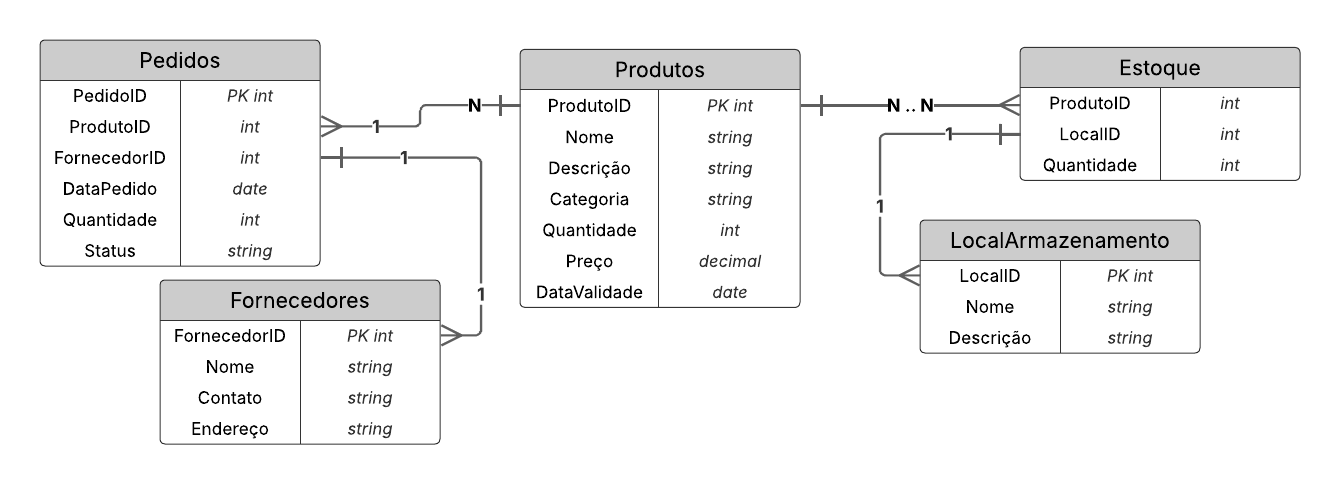 Pedidos
PedidoID PK int
ProdutoID int
FornecedorID int
DataPedido date
Quantidade int
Status string
1
N
1
1
Fornecedores
FornecedorID PK int
Nome string
Contato string
Endereço string
Produtos
ProdutoID PK int
Nome string
Descrição string
Categoria string
Quantidade int
Preço decimal
DataValidade date
N .. N
1
1
Estoque
ProdutoID int
LocalID int
Quantidade int
LocalArmazenamento
LocalID PK int
Nome string
Descrição string